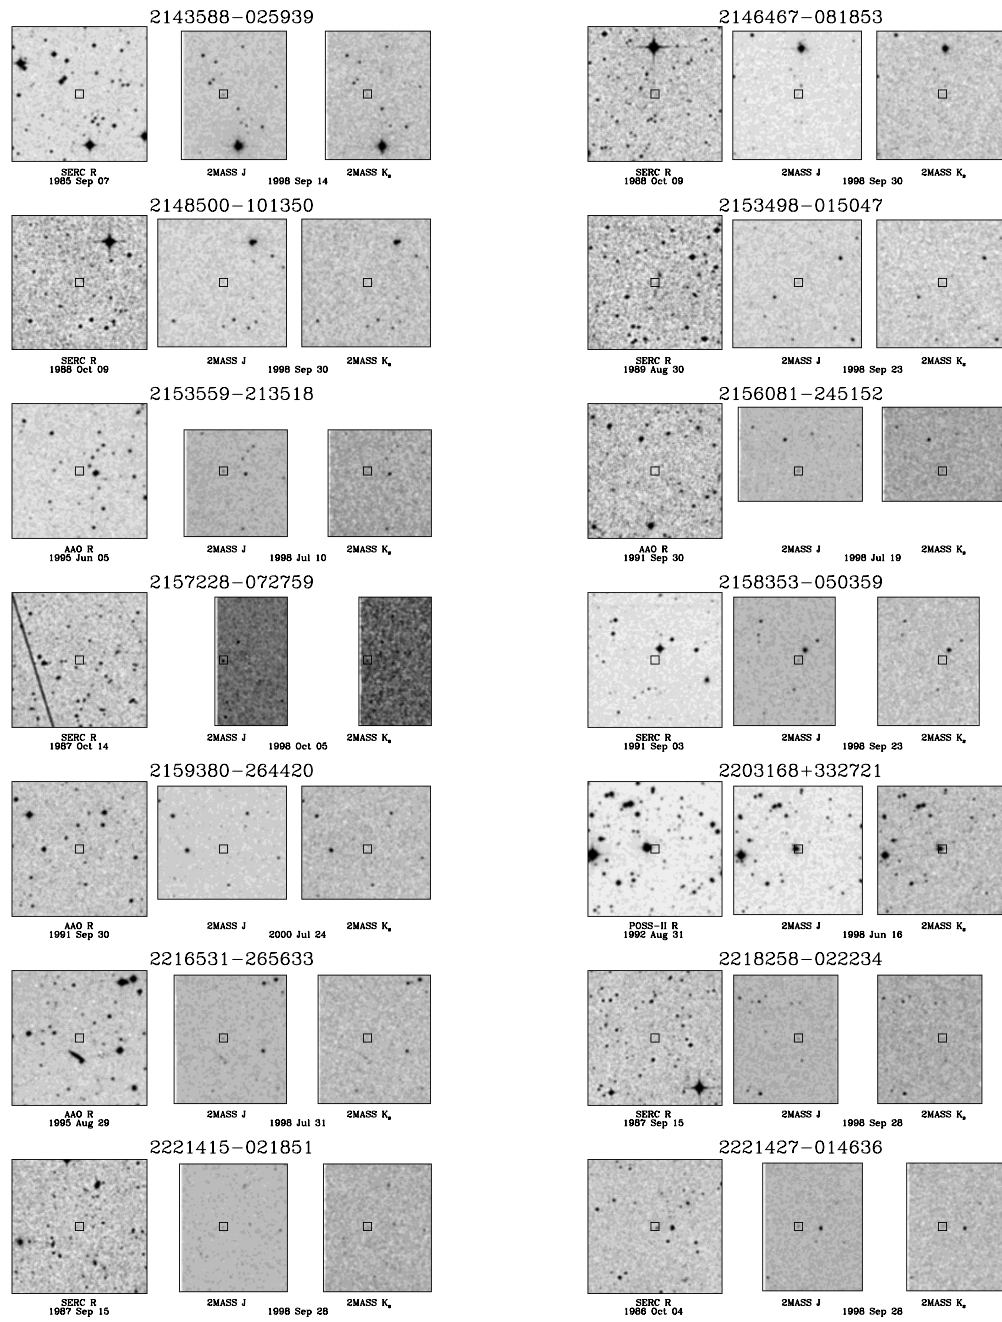 2143588−025939
SERC R
1985 Sep 07
2MASS J
1998 Sep 14
2MASS Ks
2146467−081853
SERC R
1988 Oct 09
2MASS J
1998 Sep 30
2MASS Ks
2148500−101350
SERC R
1988 Oct 09
2MASS J
1998 Sep 30
2MASS Ks
2153498−015047
SERC R
1989 Aug 30
2MASS J
1998 Sep 23
2MASS Ks
2153559−213518
AAO R
1995 Jun 05
2MASS J
1998 Jul 10
2MASS Ks
2156081−245152
AAO R
1991 Sep 30
2MASS J
1998 Jul 19
2MASS Ks
2157228−072759
SERC R
1987 Oct 14
2MASS J
1998 Oct 05
2MASS Ks
2158353−050359
SERC R
1991 Sep 03
2MASS J
1998 Sep 23
2MASS Ks
2159380−264420
AAO R
1991 Sep 30
2MASS J
2000 Jul 24
2MASS Ks
2203168+332721
POSS−II R
1992 Aug 31
2MASS J
1998 Jun 16
2MASS Ks
2216531−265633
AAO R
1995 Aug 29
2MASS J
1998 Jul 31
2MASS Ks
2218258−022234
SERC R
1987 Sep 15
2MASS J
1998 Sep 28
2MASS Ks
2221415−021851
SERC R
1987 Sep 15
2MASS J
1998 Sep 28
2MASS Ks
2221427−014636
SERC R
1986 Oct 04
2MASS J
1998 Sep 28
2MASS Ks